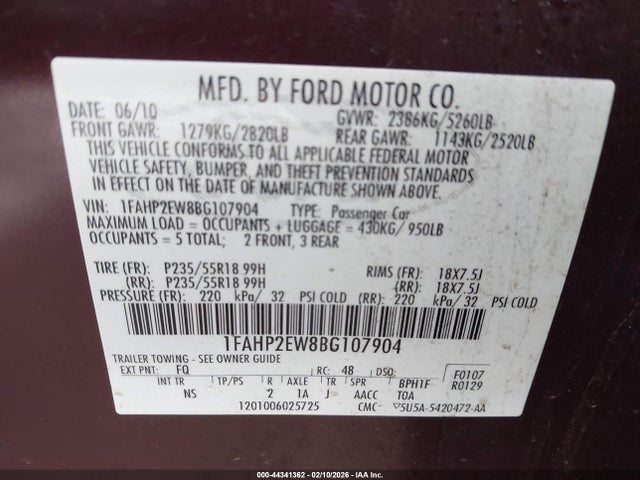 MFD. BY FORD MOTOR CO.
DATE: 06/10 GVWR: 2386KG/5260LB
FRONT GAWR: 1279KG/2820LB REAR GAWR: 1143KG/2520LB
THIS VEHICLE CONFORMS TO ALL APPLICABLE FEDERAL MOTOR
VEHICLE SAFETY, BUMPER, AND THEFT PREVENTION STANDARDS
IN EFFECT ON THE DATE OF MANUFACTURE SHOWN ABOVE.
VIN: 1FAHP2EW8BG107904 TYPE: Passenger Car
MAXIMUM LOAD = OCCUPANTS + LUGGAGE = 430KG/950LB
OCCUPANTS = 5 TOTAL; 2 FRONT, 3 REAR
TIRE (FR): P235/55R18 99H RIMS (FR): 18X7.5J
(RR): P235/55R18 99H (RR): 18X7.5J
PRESSURE (FR): 220 kPa/ 32 PSI COLD (RR): 220 kPa/ 32 PSI COLD
1FAHP2EW8BG107904
TRAILER TOWING - SEE OWNER GUIDE
EXT PNT: FQ RC: 48 DSO: F0107
INT TR TP/PS R AXLE TR SPR BPH1F R0129
NS 2 1A J AACC TOA
1201006025725 CMC 5U5A-5420472-AA
000-44341362 - 02/10/2026 - IAA Inc.